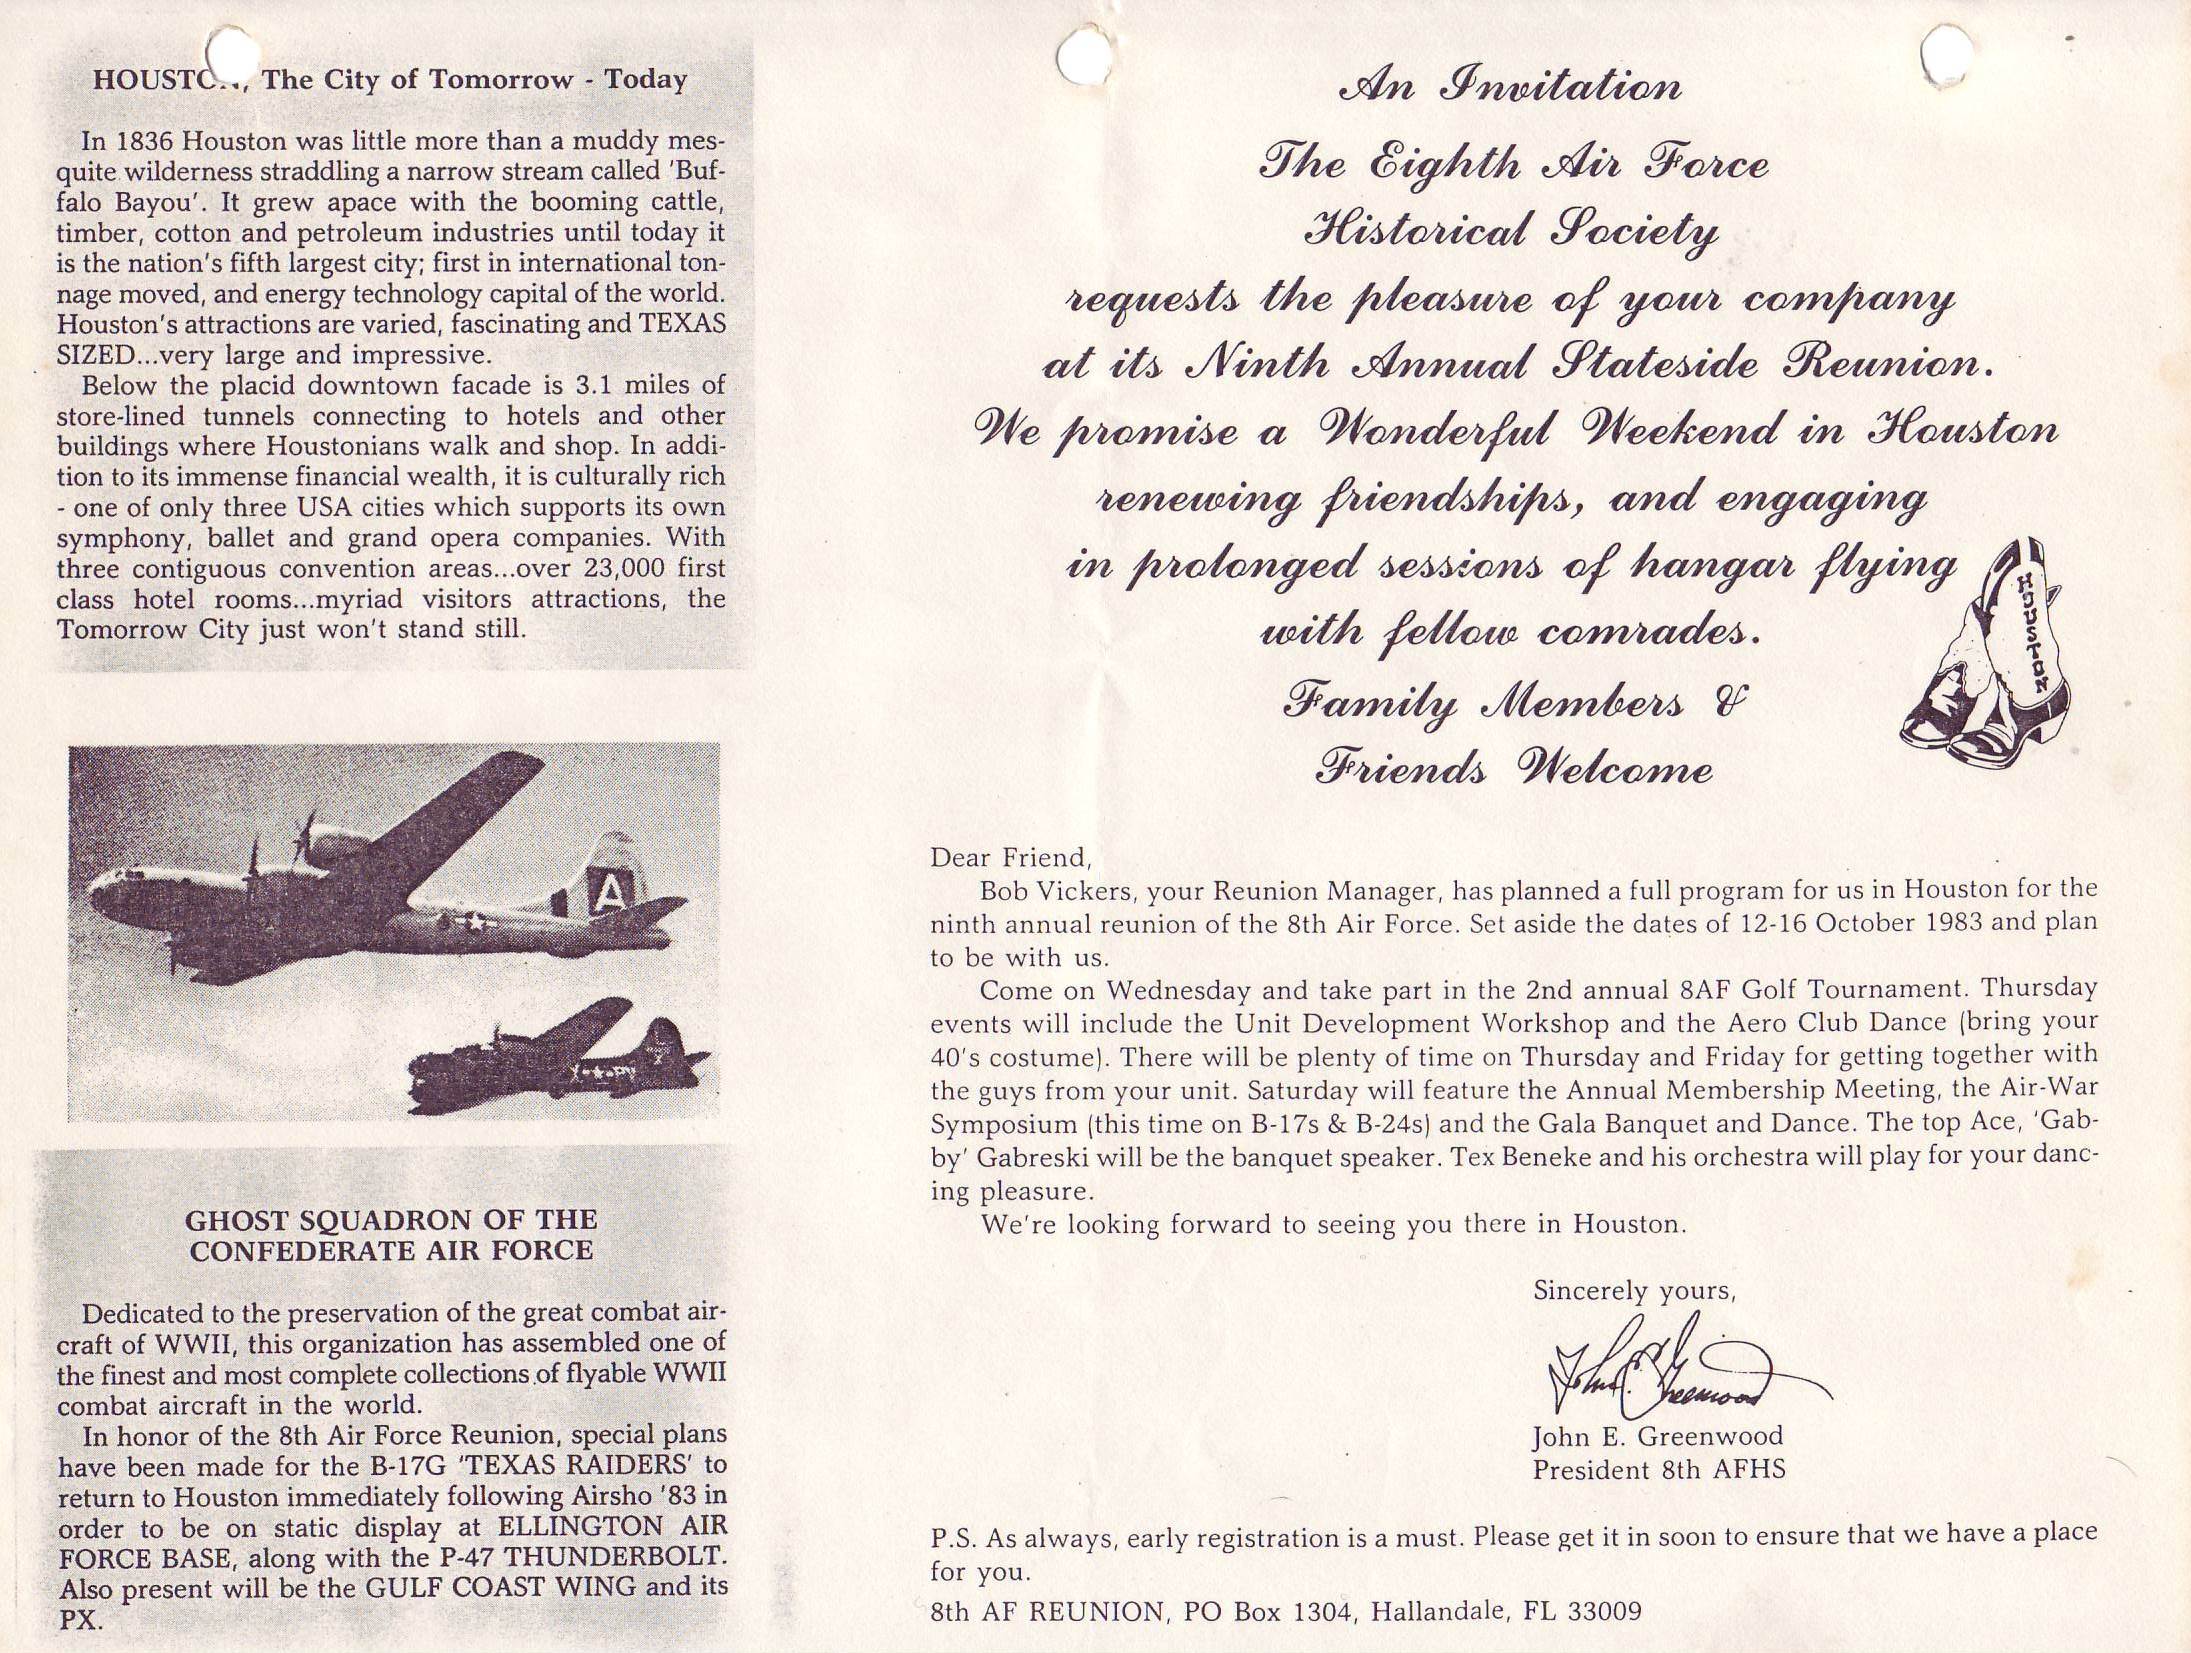 HOUSTON, The City of Tomorrow - Today
In 1836 Houston was little more than a muddy mes-
quite wilderness straddling a narrow stream called 'Buf-
falo Bayou'. It grew apace with the booming cattle,
timber, cotton and petroleum industries until today it
is the nation's fifth largest city; first in international ton-
nage moved, and energy technology capital of the world.
Houston's attractions are varied, fascinating and TEXAS
SIZED...very large and impressive.
Below the placid downtown facade is 3.1 miles of
store-lined tunnels connecting to hotels and other
buildings where Houstonians walk and shop. In addi-
tion to its immense financial wealth, it is culturally rich
- one of only three USA cities which supports its own
symphony, ballet and grand opera companies. With
three contiguous convention areas...over 23,000 first
class hotel rooms...myriad visitors attractions, the
Tomorrow City just won't stand still.
A
GHOST SQUADRON OF THE
CONFEDERATE AIR FORCE
Dedicated to the preservation of the great combat air-
craft of WWII, this organization has assembled one of
the finest and most complete collections of flyable WWII
combat aircraft in the world.
In honor of the 8th Air Force Reunion, special plans
have been made for the B-17G 'TEXAS RAIDERS' to
return to Houston immediately following Airsho '83 in
order to be on static display at ELLINGTON AIR
FORCE BASE, along with the P-47 THUNDERBOLT.
Also present will be the GULF COAST WING and its
PX.
An Invitation
The Eighth Air Force
Historical Society
requests the pleasure of your company
at its Ninth Annual Stateside Reunion.
We promise a Wonderful Weekend in Houston
renewing friendships, and engaging
in prolonged sessions of hangar flying
with fellow comrades.
Family Members &
Friends Welcome
HOUSTON
Dear Friend,
Bob Vickers, your Reunion Manager, has planned a full program for us in Houston for the
ninth annual reunion of the 8th Air Force. Set aside the dates of 12-16 October 1983 and plan
to be with us.
Come on Wednesday and take part in the 2nd annual 8AF Golf Tournament. Thursday
events will include the Unit Development Workshop and the Aero Club Dance (bring your
40's costume). There will be plenty of time on Thursday and Friday for getting together with
the guys from your unit. Saturday will feature the Annual Membership Meeting, the Air-War
Symposium (this time on B-17s & B-24s) and the Gala Banquet and Dance. The top Ace, 'Gab-
by' Gabreski will be the banquet speaker. Tex Beneke and his orchestra will play for your danc-
ing pleasure.
We're looking forward to seeing you there in Houston.
Sincerely yours,
John E. Greenwood
John E. Greenwood
President 8th AFHS
P.S. As always, early registration is a must. Please get it in soon to ensure that we have a place
for you.
8th AF REUNION, PO Box 1304, Hallandale, FL 33009